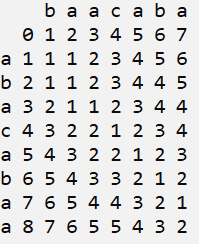 b a a c a b a
0 1 2 3 4 5 6 7
a 1 1 1 2 3 4 5 6
b 2 1 1 2 3 4 4 5
a 3 2 1 1 2 3 4 4
c 4 3 2 2 1 2 3 4
a 5 4 3 2 2 1 2 3
b 6 5 4 3 3 2 1 2
a 7 6 5 4 4 3 2 1
a 8 7 6 5 5 4 3 2